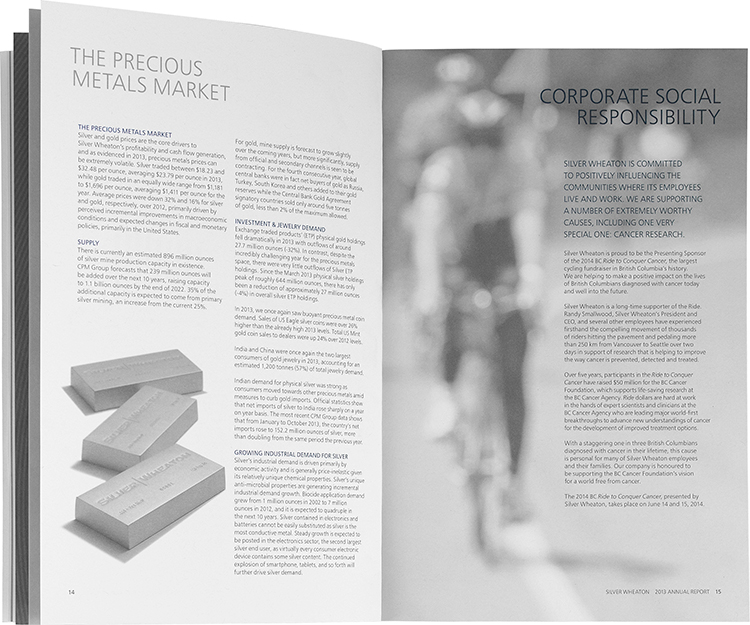 THE PRECIOUS
METALS MARKET
THE PRECIOUS METALS MARKET
Silver and gold prices are the core drivers to
Silver Wheaton's profitability and cash flow generation,
and as evidenced in 2013, precious metals prices can
be extremely volatile. Silver traded between $18.23 and
$32.48 per ounce, averaging $23.79 per ounce in 2013,
while gold traded in an equally wide range from $1,181
to $1,696 per ounce, averaging $1,411 per ounce for the
year. Average prices were down 32% and 16% for silver
and gold, respectively, over 2012, primarily driven by
perceived incremental improvements in macroeconomic
conditions and expected changes in fiscal and monetary
policies, primarily in the United States.
SUPPLY
There is currently an estimated 896 million ounces
of silver mine production capacity in existence.
CPM Group forecasts that 239 million ounces will
be added over the next 10 years, raising capacity
to 1.1 billion ounces by the end of 2022. 35% of the
additional capacity is expected to come from primary
silver mining, an increase from the current 25%.
SILVER WHEATON
For gold, mine supply is forecast to grow slightly
over the coming years, but more significantly, supply
from official and secondary channels is seen to be
contracting. For the fourth consecutive year, global
central banks were in fact net buyers of gold as Russia,
Turkey, South Korea and others added to their gold
reserves while the Central Bank Gold Agreement
signatory countries sold only around five tonnes
of gold, less than 2% of the maximum allowed.
INVESTMENT & JEWELRY DEMAND
Exchange traded products' (ETP) physical gold holdings
fell dramatically in 2013 with outflows of around
27.7 million ounces (-32%). In contrast, despite the
incredibly challenging year for the precious metals
space, there were very little outflows of Silver ETP
holdings. Since the March 2013 physical silver holdings
peak of roughly 644 million ounces, there has only
been a reduction of approximately 27 million ounces
(-4%) in overall silver ETP holdings.
In 2013, we once again saw buoyant precious metal coin
demand. Sales of US Eagle silver coins were over 26%
higher than the already high 2013 levels. Total US Mint
gold coin sales to dealers were up 24% over 2012 levels.
India and China were once again the two largest
consumers of gold jewelry in 2013, accounting for an
estimated 1,200 tonnes (57%) of total jewelry demand.
Indian demand for physical silver was strong as
consumers moved towards other precious metals amid
measures to curb gold imports. Official statistics show
that net imports of silver to India rose sharply on a year
on year basis. The most recent CPM Group data shows
that from January to October 2013, the country's net
imports rose to 152.2 million ounces of silver, more
than doubling from the same period the previous year.
GROWING INDUSTRIAL DEMAND FOR SILVER
Silver's industrial demand is driven primarily by
economic activity and is generally price-inelastic given
its relatively unique chemical properties. Silver's unique
anti-microbial properties are generating incremental
industrial demand growth. Biocide application demand
grew from 1 million ounces in 2002 to 7 million
ounces in 2012, and it is expected to quadruple in
the next 10 years. Silver contained in electronics and
batteries cannot be easily substituted as silver is the
most conductive metal. Steady growth is expected to
be posted in the electronics sector, the second largest
silver end user, as virtually every consumer electronic
device contains some silver content. The continued
explosion of smartphone, tablets, and so forth will
further drive silver demand.
14
CORPORATE SOCIAL
RESPONSIBILITY
SILVER WHEATON IS COMMITTED
TO POSITIVELY INFLUENCING THE
COMMUNITIES WHERE ITS EMPLOYEES
LIVE AND WORK. WE ARE SUPPORTING
A NUMBER OF EXTREMELY WORTHY
CAUSES, INCLUDING ONE VERY
SPECIAL ONE: CANCER RESEARCH.
Silver Wheaton is proud to be the Presenting Sponsor
of the 2014 BC Ride to Conquer Cancer, the largest
cycling fundraiser in British Columbia's history.
We are hoping to make a positive impact on the lives
of British Columbians diagnosed with cancer today
and well into the future.
Silver Wheaton is a long-time supporter of the Ride.
Randy Smallwood, Silver Wheaton's President and
CEO, and several other employees have experienced
firsthand the compelling movement of thousands
of riders hitting the pavement and pedaling more
than 250 km from Vancouver to Seattle over two
days in support of research that is helping to improve
the way cancer is prevented, detected and treated.
Over five years, participants in the Ride to Conquer
Cancer have raised $50 million for the BC Cancer
Foundation, which supports life-saving research at
the BC Cancer Agency. Ride dollars are hard at work
in the hands of expert scientists and clinicians at the
BC Cancer Agency who are leading major world-first
breakthroughs to advance new understandings of cancer
for the development of improved treatment options.
With a staggering one in three British Columbians
diagnosed with cancer in their lifetime, this cause
is personal for many of Silver Wheaton employees
and their families. Our company is honoured to
be supporting the BC Cancer Foundation's vision
for a world free from cancer.
The 2014 BC Ride to Conquer Cancer, presented by
Silver Wheaton, takes place on June 14 and 15, 2014.
SILVER WHEATON 2013 ANNUAL REPORT 15